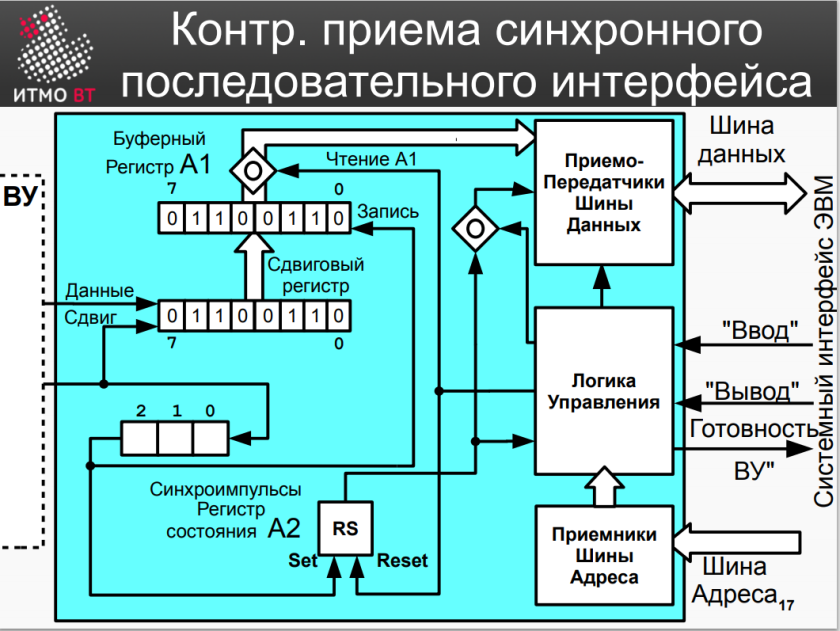 Контр. приема синхронного
последовательного интерфейса
ИТМО ВТ
ВУ
Буферный
Регистр А1
7 0
0 1 1 0 0 1 1 0
Чтение А1
Запись
Сдвиговый
регистр
Данные
Сдвиг
0 1 1 0 0 1 1 0
7 0
2 1 0
Синхроимпульсы
Регистр
состояния А2
RS
Set
Reset
Приемо-
Передатчики
Шины
Данных
Логика
Управления
Приемники
Шины
Адреса
Шина
данных
"Ввод"
"Вывод"
Готовность
ВУ"
Шина
Адреса17
Системный интерфейс ЭВМ